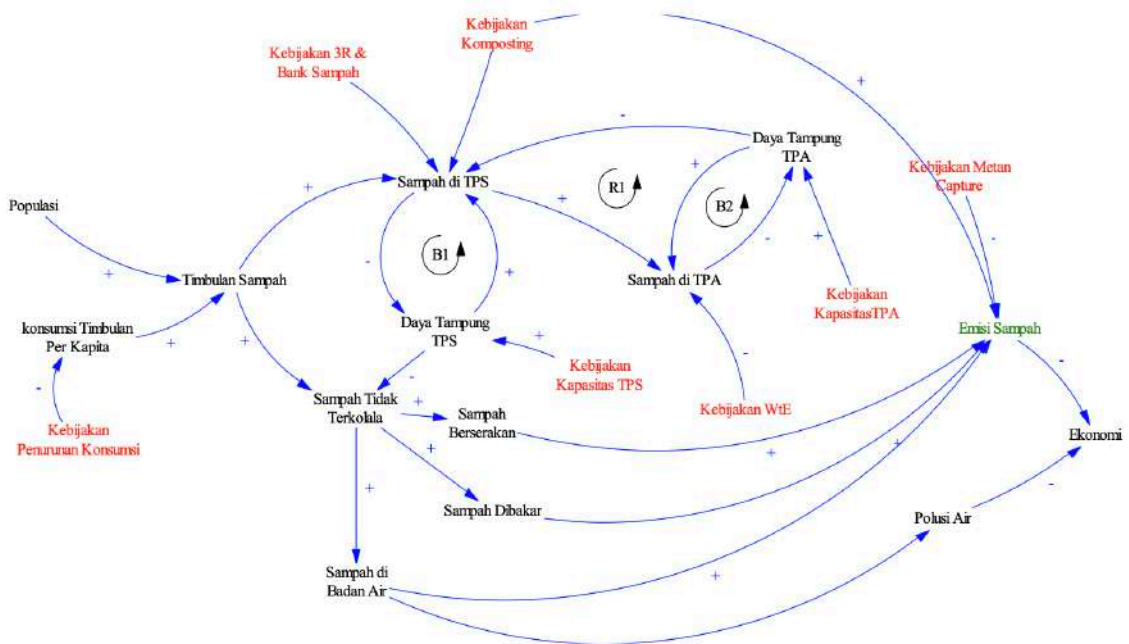 Kebijakan
Komposting
Kebijakan 3R &
Bank Sampah
+
-
-
-
Daya Tampung
TPA
+
Kebijakan Metan
Capture
Sampah di TPS
+
R1
+
B2
+
-
Populasi
B1
-
+
-
+
-
+
Timbulan Sampah
Sampah di TPA
Kebijakan
KapasitasTPA
konsumsi Timbulan
Per Kapita
+
+
Daya Tampung
TPS
+
Kebijakan
Kapasitas TPS
-
Emisi Sampah
-
-
-
Sampah Tidak
Terkolala
+
Sampah
Berserakan
Kebijakan WtE
Kebijakan
Penurunan Konsumsi
+
+
+
Ekonomi
+
+
-
Sampah Dibakar
Polusi Air
Sampah di
Badan Air
+